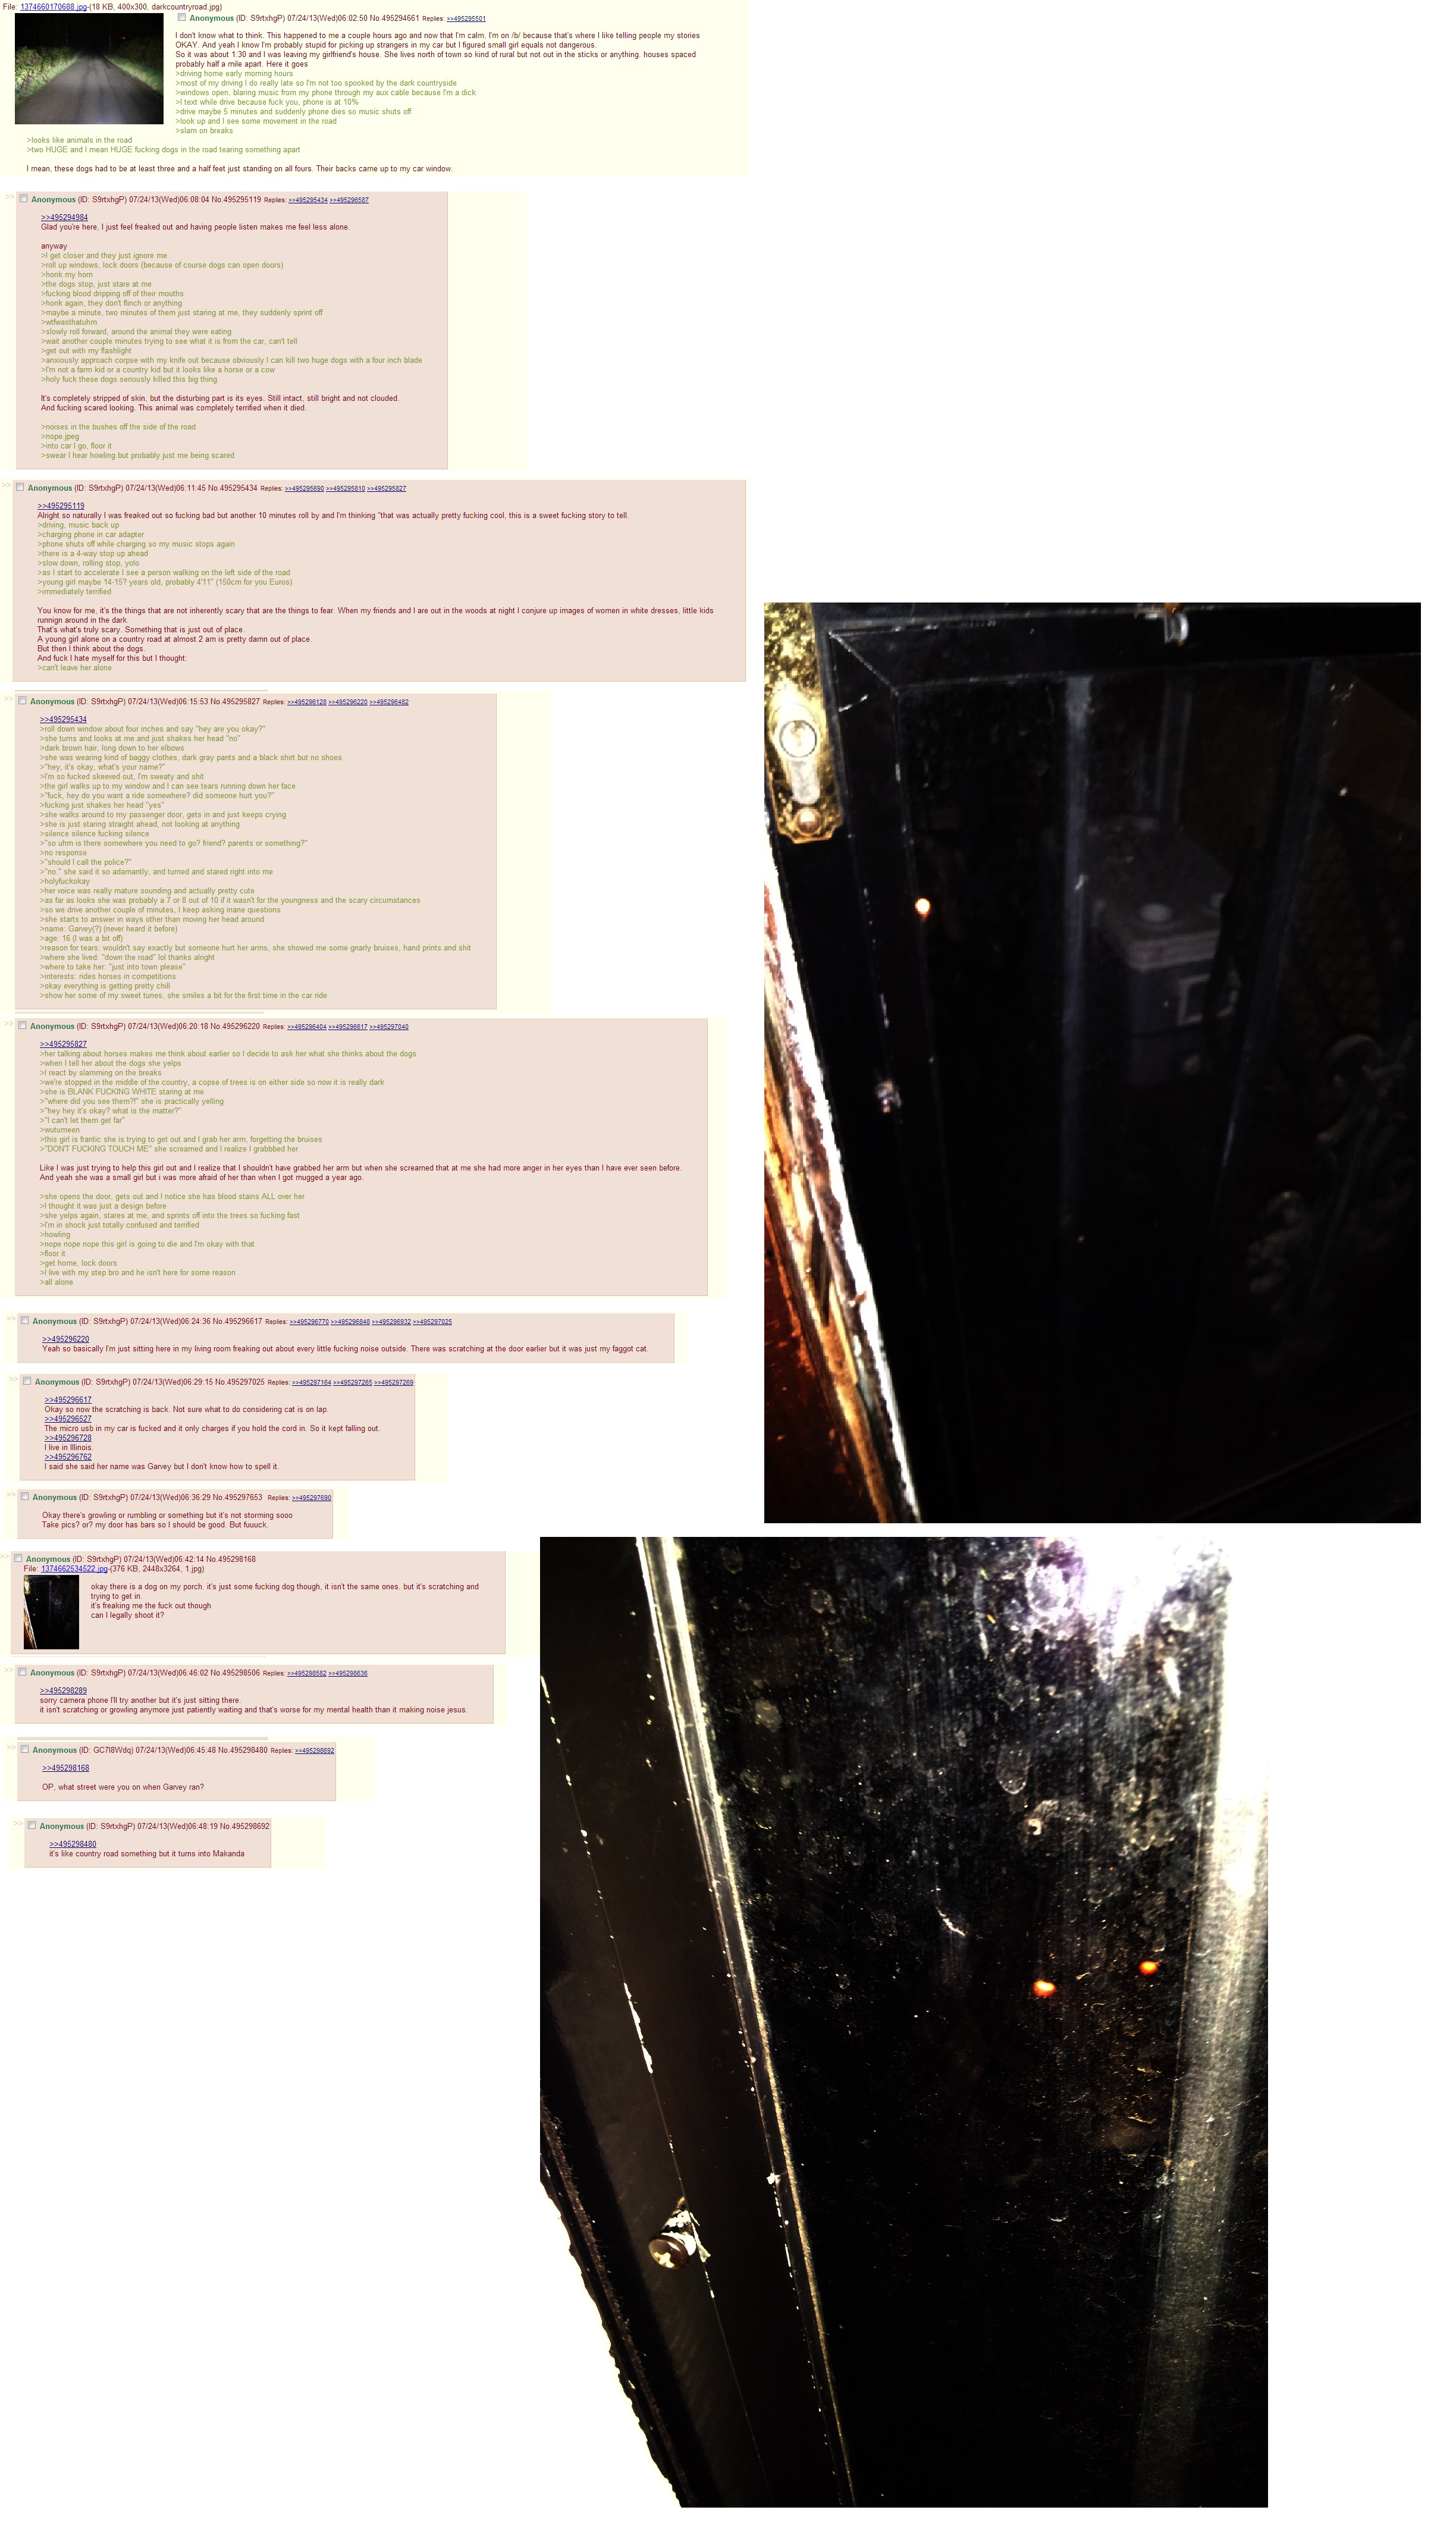 File: 1374660170688.jpg-(18 KB, 400x300, darkcountryroad.jpg)
Anonymous (ID: S9rtxhgP) 07/24/13(Wed)06:02:50 No.495294661 Replies: >>495295501
I don't know what to think. This happened to me a couple hours ago and now that I'm calm, I'm on /b/ because that's where I like telling people my stories
OKAY. And yeah I know I'm probably stupid for picking up strangers in my car but I figured small girl equals not dangerous.
So it was about 1:30 and I was leaving my girlfriend's house. She lives north of town so kind of rural but not out in the sticks or anything. houses spaced
probably half a mile apart. Here it goes
>driving home early morning hours
>most of my driving I do really late so I'm not too spooked by the dark countryside
>windows open, blaring music from my phone through my aux cable because I'm a dick
>I text while drive because fuck you, phone is at 10%
>drive maybe 5 minutes and suddenly phone dies so music shuts off
>look up and I see some movement in the road
>slam on breaks
>looks like animals in the road
>two HUGE and I mean HUGE fucking dogs in the road tearing something apart
I mean, these dogs had to be at least three and a half feet just standing on all fours. Their backs came up to my car window.
>> Anonymous (ID: S9rtxhgP) 07/24/13(Wed)06:08:04 No.495295119 Replies: >>495295434 >>495296587
>>495294984
Glad you're here, I just feel freaked out and having people listen makes me feel less alone.
anyway
>I get closer and they just ignore me
>roll up windows, lock doors (because of course dogs can open doors)
>honk my horn
>the dogs stop, just stare at me
>fucking blood dripping off of their mouths
>honk again, they don't flinch or anything
>maybe a minute, two minutes of them just staring at me, they suddenly sprint off
>wtfwasthatuhm
>slowly roll forward, around the animal they were eating
>wait another couple minutes trying to see what it is from the car, can't tell
>get out with my flashlight
>anxiously approach corpse with my knife out because obviously I can kill two huge dogs with a four inch blade
>I'm not a farm kid or a country kid but it looks like a horse or a cow
>holy fuck these dogs seriously killed this big thing
It's completely stripped of skin, but the disturbing part is its eyes. Still intact, still bright and not clouded.
And fucking scared looking. This animal was completely terrified when it died.
>noises in the bushes off the side of the road
>nope.jpeg
>into car I go, floor it
>swear I hear howling but probably just me being scared
>> Anonymous (ID: S9rtxhgP) 07/24/13(Wed)06:11:45 No.495295434 Replies: >>495295690 >>495295810 >>495295827
>>495295119
Alright so naturally I was freaked out so fucking bad but another 10 minutes roll by and I'm thinking "that was actually pretty fucking cool, this is a sweet fucking story to tell.
>driving, music back up
>charging phone in car adapter
>phone shuts off while charging so my music stops again
>there is a 4-way stop up ahead
>slow down, rolling stop, yolo
>as I start to accelerate I see a person walking on the left side of the road
>young girl maybe 14-15? years old, probably 4'11" (150cm for you Euros)
>immediately terrified
You know for me, it's the things that are not inherently scary that are the things to fear. When my friends and I are out in the woods at night I conjure up images of women in white dresses, little kids
runnign around in the dark.
That's what's truly scary. Something that is just out of place.
A young girl alone on a country road at almost 2 am is pretty damn out of place.
But then I think about the dogs.
And fuck I hate myself for this but I thought:
>can't leave her alone
>> Anonymous (ID: S9rtxhgP) 07/24/13(Wed)06:15:53 No.495295827 Replies: >>495296128 >>495296220 >>495296482
>>495295434
>roll down window about four inches and say "hey are you okay?"
>she turns and looks at me and just shakes her head "no"
>dark brown hair, long down to her elbows
>she was wearing kind of baggy clothes, dark gray pants and a black shirt but no shoes
>"hey, it's okay, what's your name?"
>I'm so fucked skeeved out, I'm sweaty and shit
>the girl walks up to my window and I can see tears running down her face
>"fuck, hey do you want a ride somewhere? did someone hurt you?"
>fucking just shakes her head "yes"
>she walks around to my passenger door, gets in and just keeps crying
>she is just staring straight ahead, not looking at anything
>silence silence fucking silence
>"so uhm is there somewhere you need to go? friend? parents or something?"
>no response
>"should I call the police?"
>"no." she said it so adamantly, and turned and stared right into me
>holyfuckokay
>her voice was really mature sounding and actually pretty cute
>as far as looks she was probably a 7 or 8 out of 10 if it wasn't for the youngness and the scary circumstances
>so we drive another couple of minutes, I keep asking inane questions
>she starts to answer in ways other than moving her head around
>name: Garvey(?) (never heard it before)
>age: 16 (I was a bit off)
>reason for tears: wouldn't say exactly but someone hurt her arms, she showed me some gnarly bruises, hand prints and shit
>where she lived: "down the road" lol thanks alright
>where to take her: "just into town please"
>interests: rides horses in competitions
>okay everything is getting pretty chill
>show her some of my sweet tunes, she smiles a bit for the first time in the car ride
>> Anonymous (ID: S9rtxhgP) 07/24/13(Wed)06:20:18 No.495296220 Replies: >>495296404 >>495296617 >>495297040
>>495295827
>her talking about horses makes me think about earlier so I decide to ask her what she thinks about the dogs
>when I tell her about the dogs she yelps
>I react by slamming on the breaks
>we're stopped in the middle of the country, a copse of trees is on either side so now it is really dark
>she is BLANK FUCKING WHITE staring at me
>"where did you see them?!" she is practically yelling
>"hey hey it's okay? what is the matter?"
>"I can't let them get far"
>wutumeen
>this girl is frantic she is trying to get out and I grab her arm, forgetting the bruises
>"DON'T FUCKING TOUCH ME" she screamed and I realize I grabbbed her
Like I was just trying to help this girl out and I realize that I shouldn't have grabbed her arm but when she screamed that at me she had more anger in her eyes than I have ever seen before.
And yeah she was a small girl but i was more afraid of her than when I got mugged a year ago.
>she opens the door, gets out and I notice she has blood stains ALL over her
>I thought it was just a design before
>she yelps again, stares at me, and sprints off into the trees so fucking fast
>I'm in shock just totally confused and terrified
>howling
>nope nope nope this girl is going to die and I'm okay with that
>floor it
>get home, lock doors
>I live with my step bro and he isn't here for some reason
>all alone
>> Anonymous (ID: S9rtxhgP) 07/24/13(Wed)06:24:36 No.495296617 Replies: >>495296770 >>495296848 >>495296932 >>495297025
>>495296220
Yeah so basically I'm just sitting here in my living room freaking out about every little fucking noise outside. There was scratching at the door earlier but it was just my faggot cat.
>> Anonymous (ID: S9rtxhgP) 07/24/13(Wed)06:29:15 No.495297025 Replies: >>495297164 >>495297265 >>495297269
>>495296617
Okay so now the scratching is back. Not sure what to do considering cat is on lap.
>>495296527
The micro usb in my car is fucked and it only charges if you hold the cord in. So it kept falling out.
>>495296728
I live in Illinois.
>>495296762
I said she said her name was Garvey but I don't know how to spell it.
>> Anonymous (ID: S9rtxhgP) 07/24/13(Wed)06:36:29 No.495297653 Replies: >>495297690
Okay there's growling or rumbling or something but it's not storming sooo
Take pics? or? my door has bars so I should be good. But fuuuck.
>> Anonymous (ID: S9rtxhgP) 07/24/13(Wed)06:42:14 No.495298168
File: 1374662534522.jpg-(376 KB, 2448x3264, 1.jpg)
okay there is a dog on my porch. it's just some fucking dog though, it isn't the same ones. but it's scratching and
trying to get in.
it's freaking me the fuck out though
can I legally shoot it?
>> Anonymous (ID: S9rtxhgP) 07/24/13(Wed)06:46:02 No.495298506 Replies: >>495298582 >>495298636
>>495298289
sorry camera phone I'll try another but it's just sitting there.
it isn't scratching or growling anymore just patiently waiting and that's worse for my mental health than it making noise jesus.
>> Anonymous (ID: GC7I8Wdq) 07/24/13(Wed)06:45:48 No.495298480 Replies: >>495298692
>>495298168
OP, what street were you on when Garvey ran?
>> Anonymous (ID: S9rtxhgP) 07/24/13(Wed)06:48:19 No.495298692
>>495298480
it's like country road something but it turns into Makanda